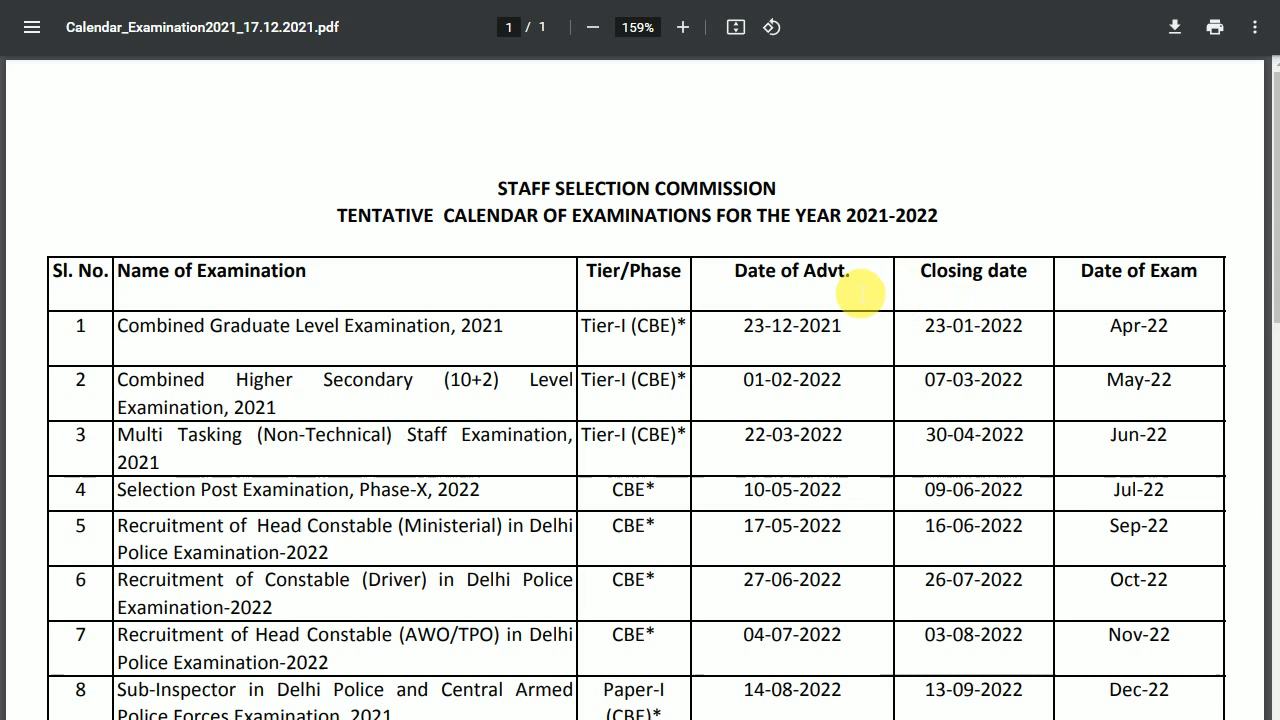 Calendar_Examination2021_17.12.2021.pdf 1 / 1 159%
STAFF SELECTION COMMISSION
TENTATIVE CALENDAR OF EXAMINATIONS FOR THE YEAR 2021-2022
Sl. No. Name of Examination Tier/Phase Date of Advt. Closing date Date of Exam
1 Combined Graduate Level Examination, 2021 Tier-I (CBE)* 23-12-2021 23-01-2022 Apr-22
2 Combined Higher Secondary (10+2) Level Tier-I (CBE)* 01-02-2022 07-03-2022 May-22
Examination, 2021
3 Multi Tasking (Non-Technical) Staff Examination, Tier-I (CBE)* 22-03-2022 30-04-2022 Jun-22
2021
4 Selection Post Examination, Phase-X, 2022 CBE* 10-05-2022 09-06-2022 Jul-22
5 Recruitment of Head Constable (Ministerial) in Delhi CBE* 17-05-2022 16-06-2022 Sep-22
Police Examination-2022
6 Recruitment of Constable (Driver) in Delhi Police CBE* 27-06-2022 26-07-2022 Oct-22
Examination-2022
7 Recruitment of Head Constable (AWO/TPO) in Delhi CBE* 04-07-2022 03-08-2022 Nov-22
Police Examination-2022
8 Sub-Inspector in Delhi Police and Central Armed Paper-I 14-08-2022 13-09-2022 Dec-22
Police Forces Examination, 2021 (CBE)*